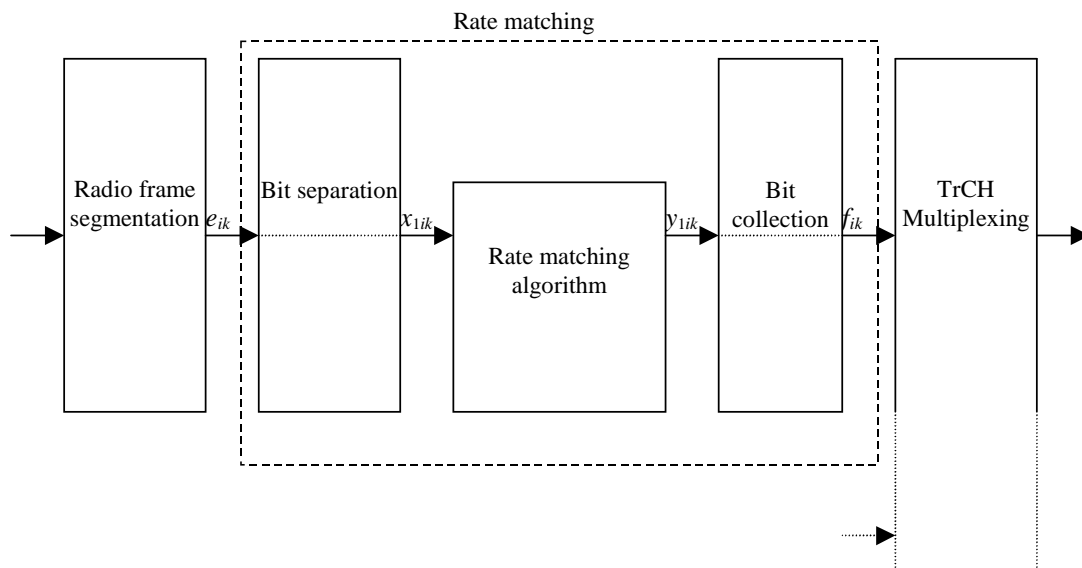 Rate matching
Radio frame
segmentation
e_ik
Bit separation
x_1ik
Rate matching
algorithm
y_1ik
Bit
collection
f_ik
TrCH
Multiplexing